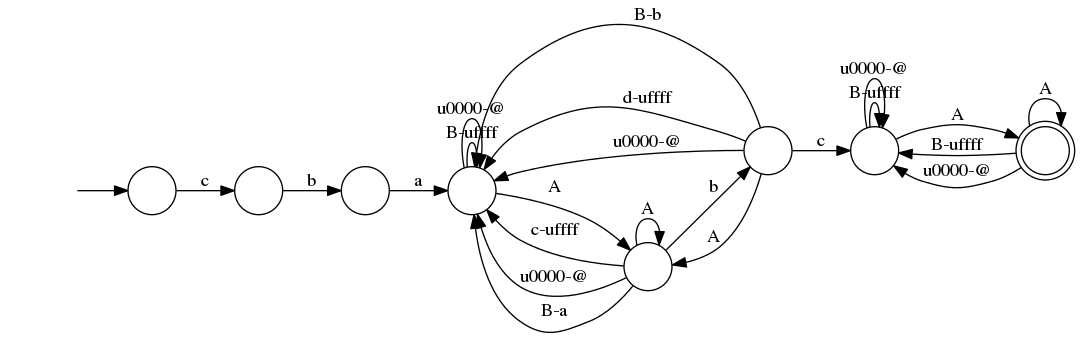 B-b
u0000-@
B-uffff
d-uffff
u0000-@
c
u0000-@
B-uffff
A
B-uffff
u0000-@
A
c
b
a
A
c-uffff
u0000-@
B-a
A
b
A